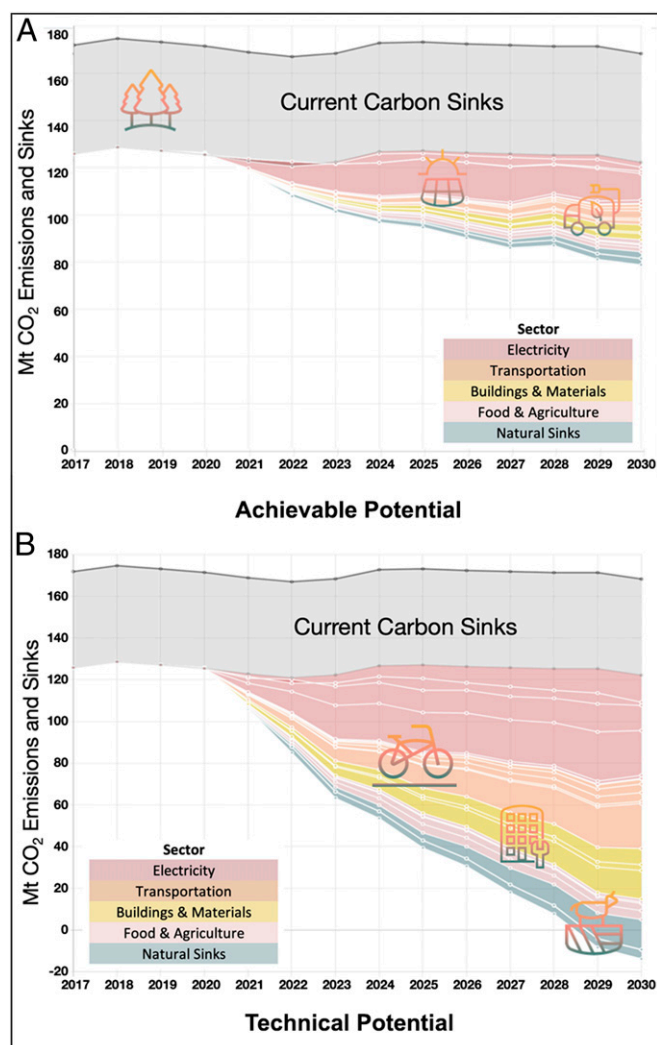 A
180
160
140
120
100
80
60
40
20
0
Mt CO2 Emissions and Sinks
Current Carbon Sinks
Sector
Electricity
Transportation
Buildings & Materials
Food & Agriculture
Natural Sinks
2017 2018 2019 2020 2021 2022 2023 2024 2025 2026 2027 2028 2029 2030
Achievable Potential
B
180
160
140
120
100
80
60
40
20
0
-20
Mt CO2 Emissions and Sinks
Current Carbon Sinks
Sector
Electricity
Transportation
Buildings & Materials
Food & Agriculture
Natural Sinks
2017 2018 2019 2020 2021 2022 2023 2024 2025 2026 2027 2028 2029 2030
Technical Potential